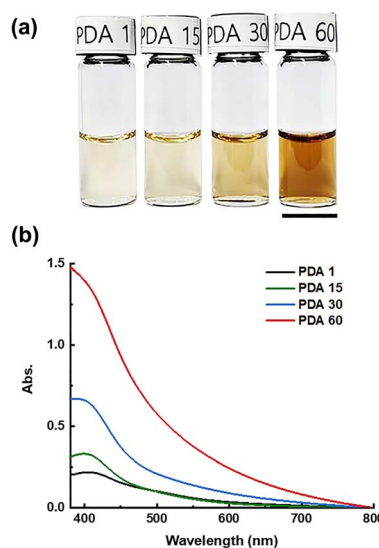 (a)
PDA 1 PDA 15 PDA 30 PDA 60
(b)
1.5
PDA 1
PDA 15
PDA 30
PDA 60
1.0
Abs.
0.5
0.0
400 500 600 700 800
Wavelength (nm)